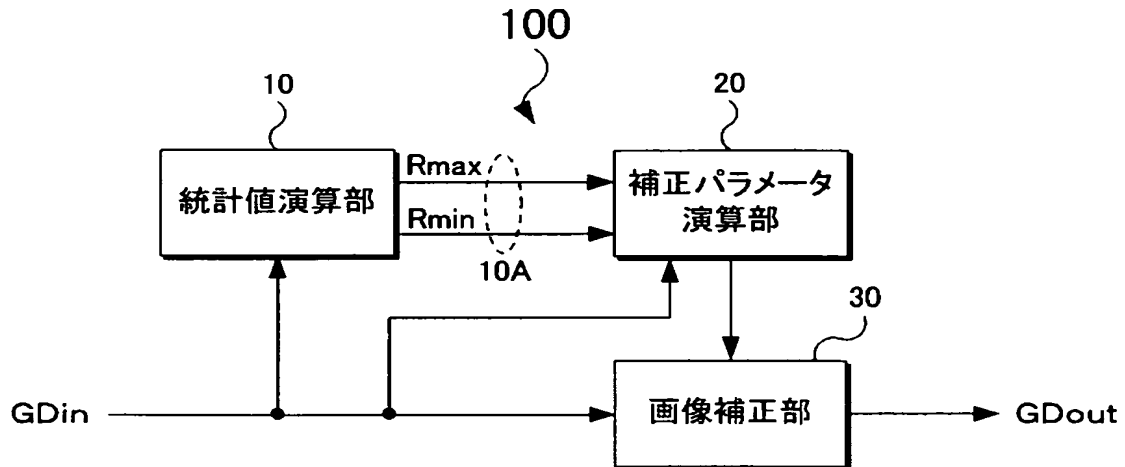 100
10
20
統計値演算部
Rmax
Rmin
10A
補正パラメータ
演算部
30
GDin
画像補正部
GDout